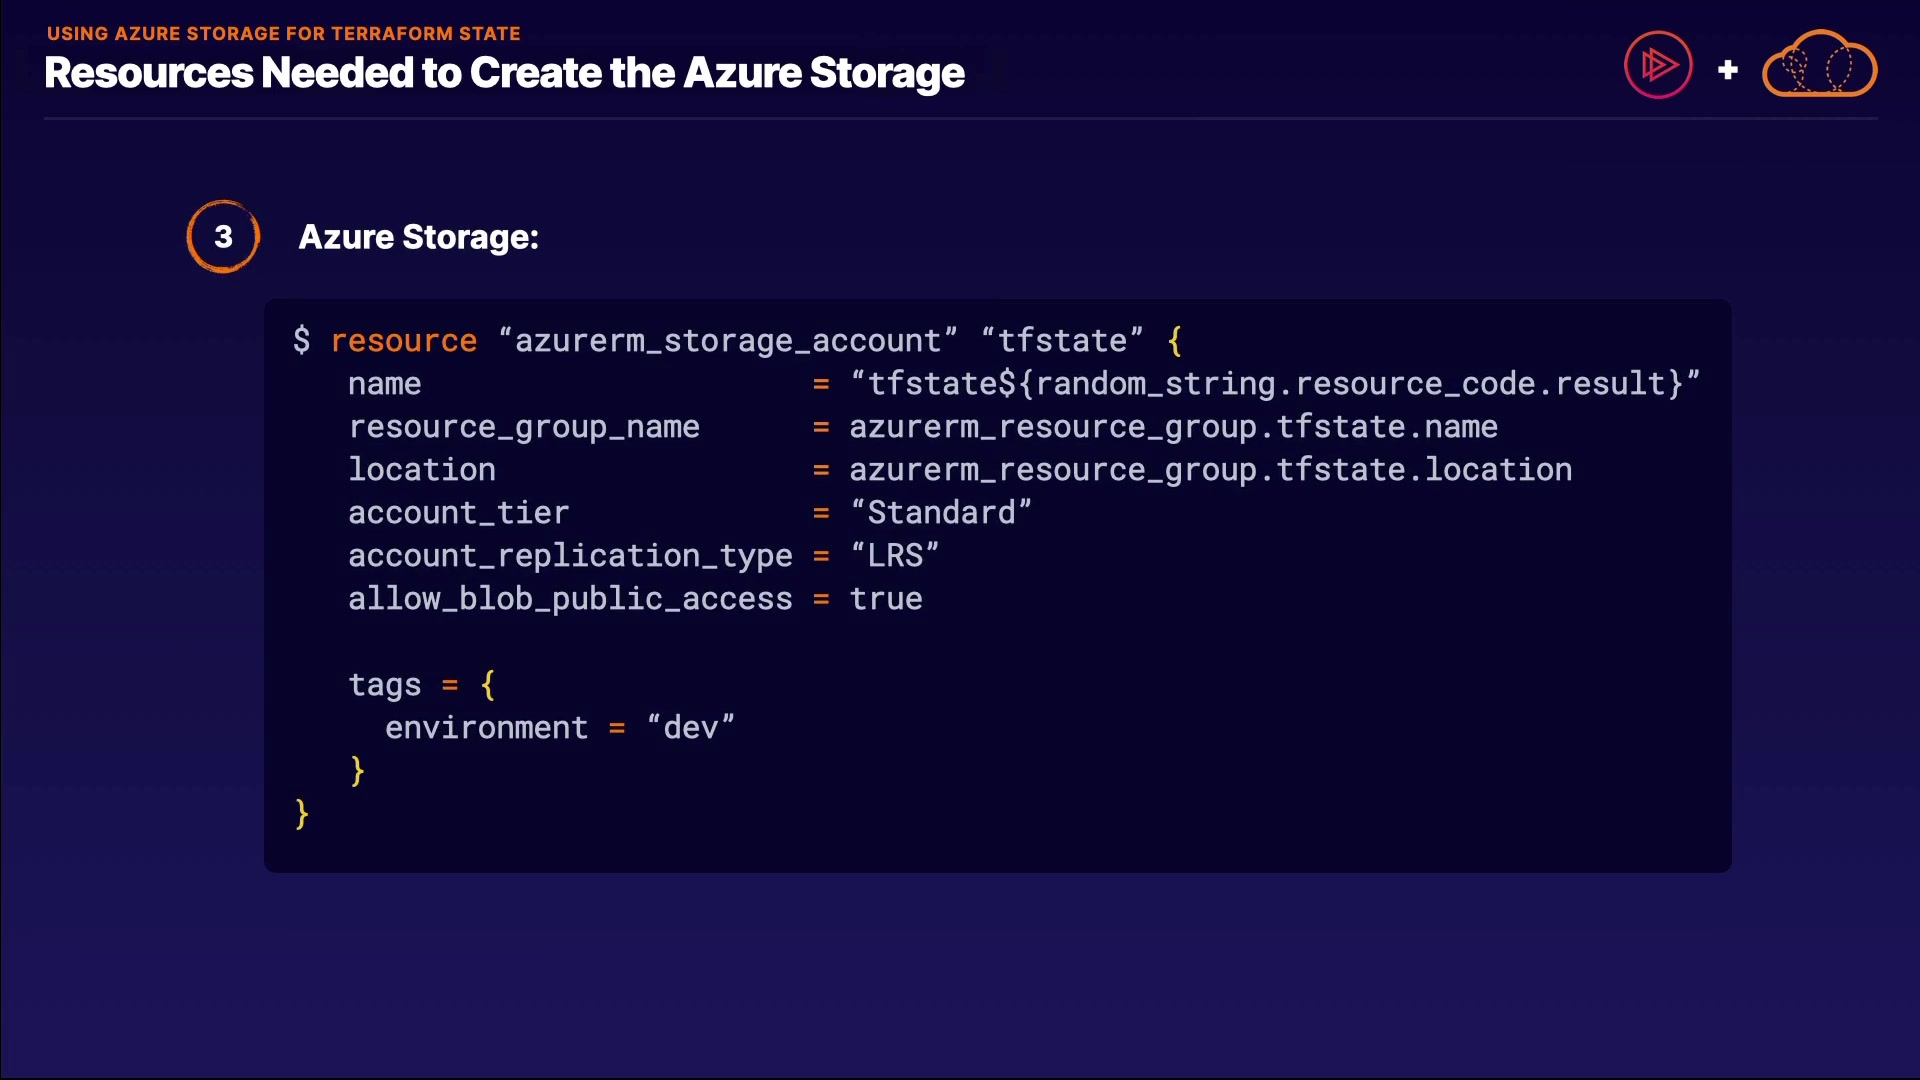 USING AZURE STORAGE FOR TERRAFORM STATE
Resources Needed to Create the Azure Storage
+
3
Azure Storage:
$ resource “azurerm_storage_account” “tfstate” {
name = “tfstate${random_string.resource_code.result}”
resource_group_name = azurerm_resource_group.tfstate.name
location = azurerm_resource_group.tfstate.location
account_tier = “Standard”
account_replication_type = “LRS”
allow_blob_public_access = true
tags = {
environment = “dev”
}
}